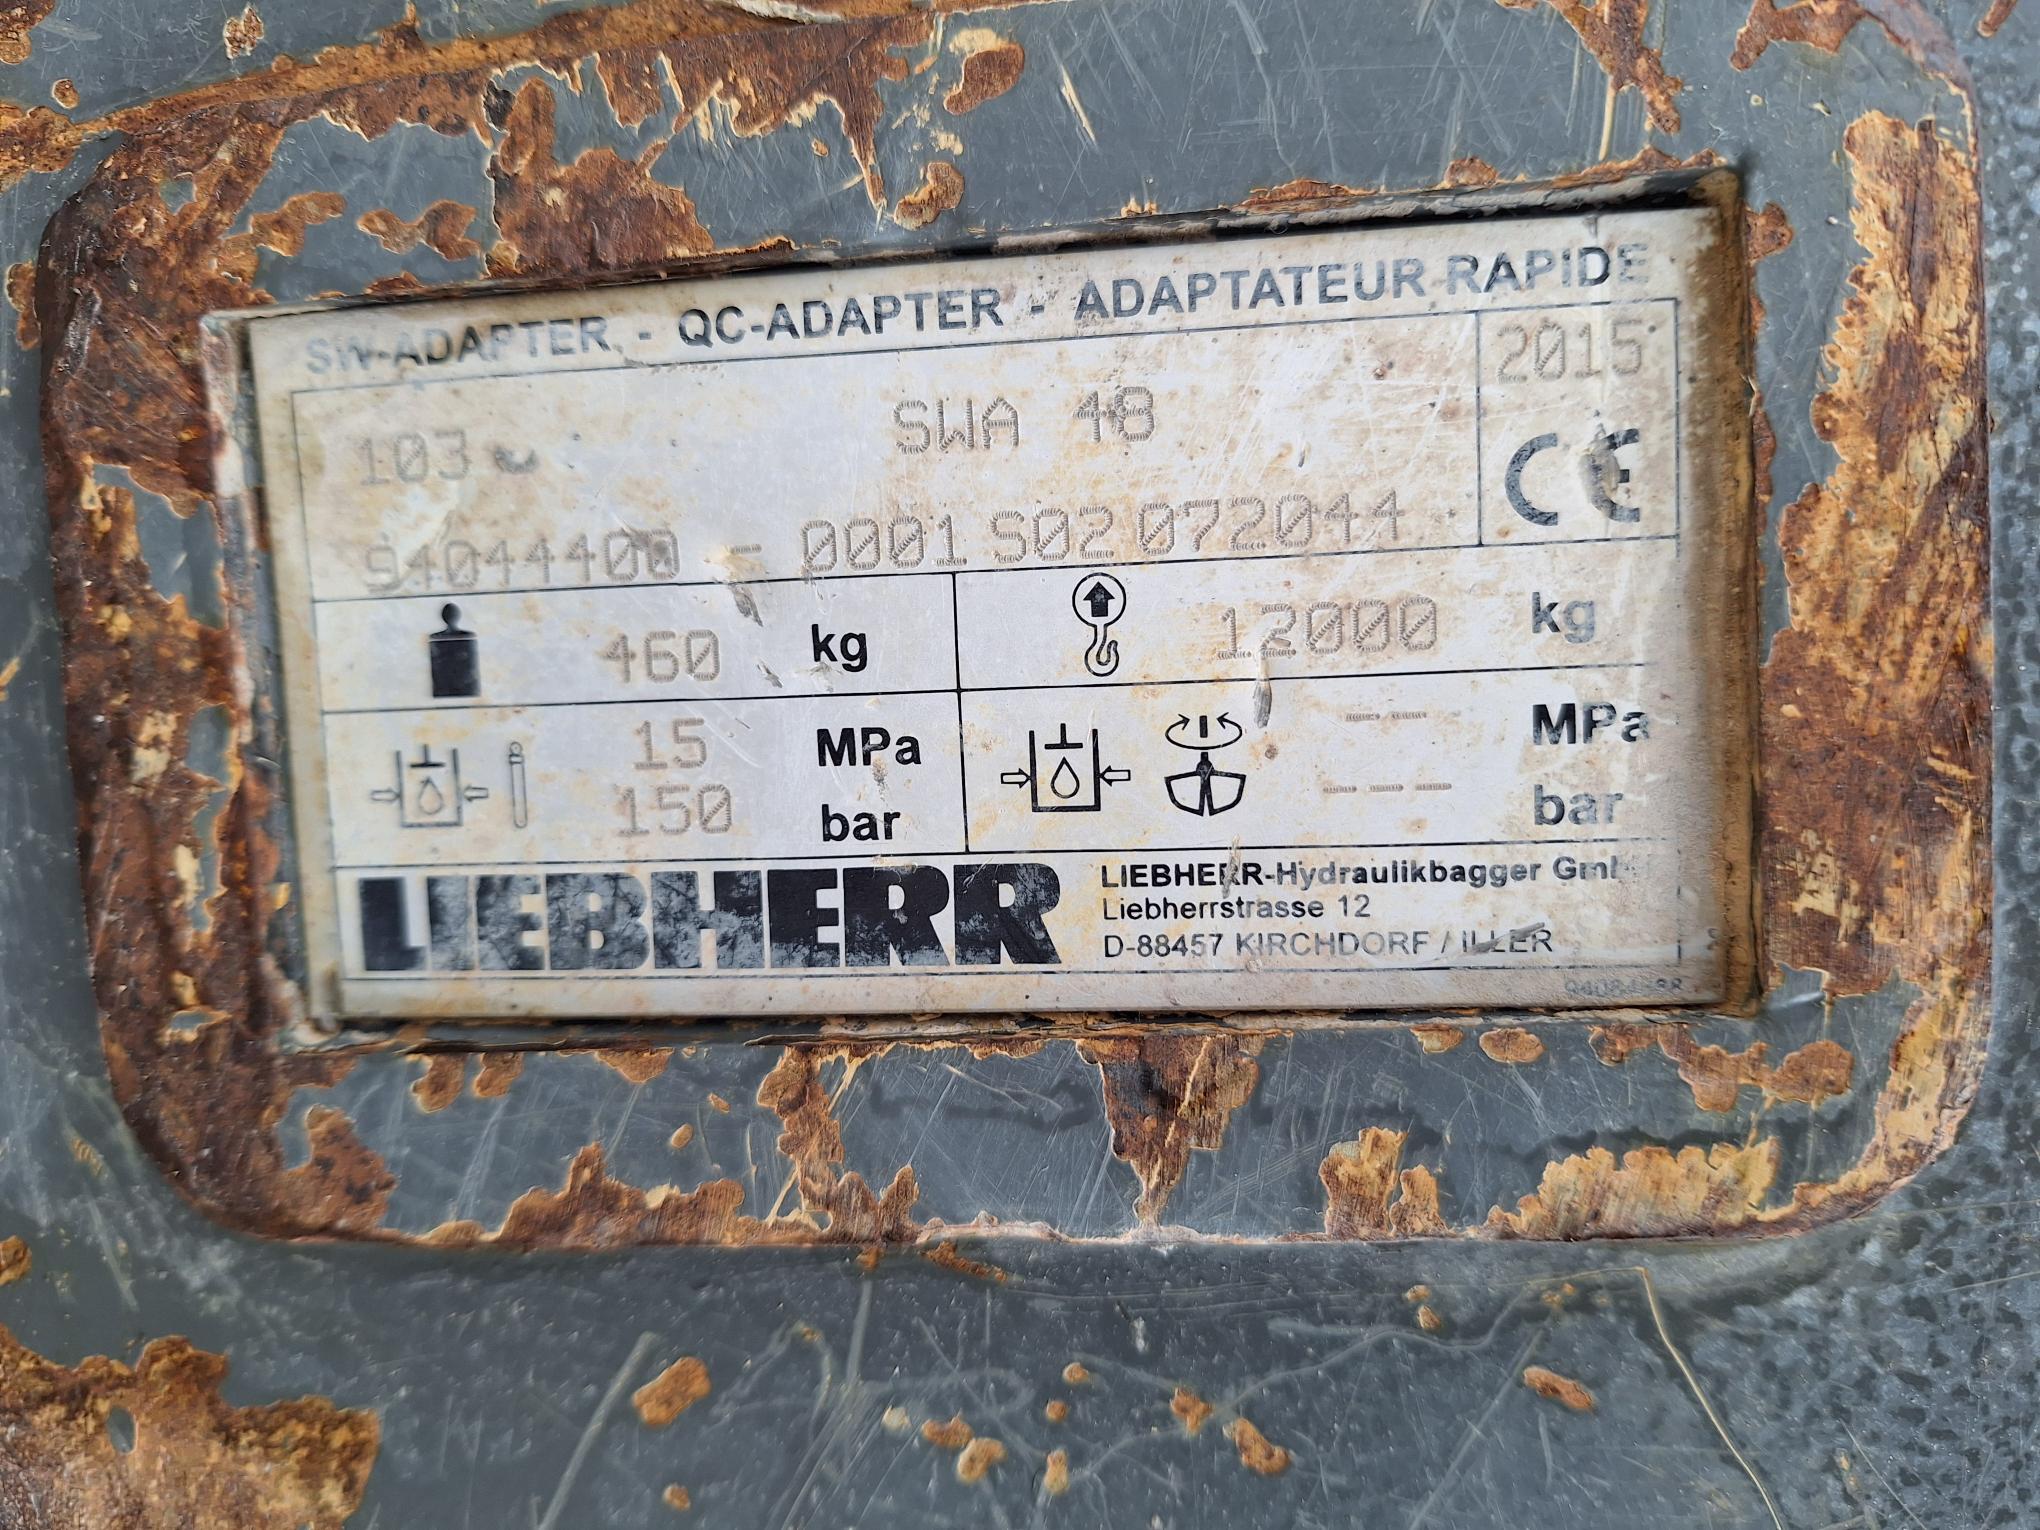 SW-ADAPTER - QC-ADAPTER - ADAPTATEUR RAPIDE
2015
103 SWA 48
CE
94044400 - 0001 S02 072044
460 kg
12000 kg
15 MPa
150 bar
--- MPa
--- bar
LIEBHERR
LIEBHERR-Hydraulikbagger
Liebherrstrasse 12
D-88457 KIRCHDORF / ILLER